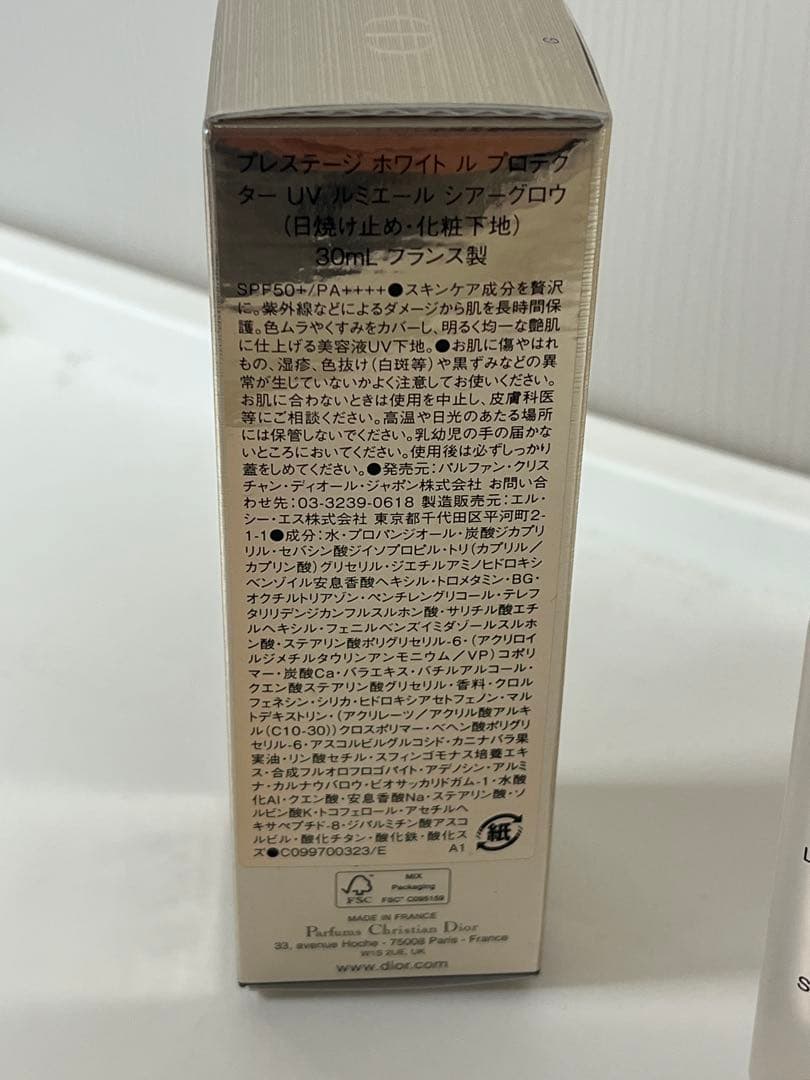 G
プレステージ ホワイト ル プロテク
ター UV ルミエール シアーグロウ
(日焼け止め・化粧下地)
30mL フランス製
SPF50+/PA++++●スキンケア成分を贅沢
に。紫外線などによるダメージから肌を長時間保
護。色ムラやくすみをカバーし、明るく均一な艶肌
に仕上げる美容液UV下地。●お肌に傷やはれ
もの、湿疹、色抜け(白斑等)や黒ずみなどの異
常が生じていないかよく注意してお使いください。
お肌に合わないときは使用を中止し、皮膚科医
等にご相談ください。高温や日光のあたる場所
には保管しないでください。乳幼児の手の届かな
いところにおいてください。使用後は必ずしっかり
蓋をしめてください。●発売元:パルファン・クリス
チャン・ディオール・ジャポン株式会社 お問い合
わせ先:03-3239-0618 製造販売元:エル・
シー・エス株式会社 東京都千代田区平河町2-
1-1●成分:水・プロパンジオール・炭酸ジカプリ
リル・セバシン酸ジイソプロピル・トリ(カプリル/
カプリン酸)グリセリル・ジエチルアミノヒドロキシ
ベンゾイル安息香酸ヘキシル・トロメタミン・BG・
オクチルトリアゾン・ペンチレングリコール・テレフ
タリリデンジカンフルスルホン酸・サリチル酸エチ
ルヘキシル・フェニルベンズイミダゾールスルホ
ン酸・ステアリン酸ポリグリセリル-6・(アクリロイ
ルジメチルタウリンアンモニウム/VP)コポリ
マー・炭酸Ca・バラエキス・バチルアルコール・
クエン酸ステアリン酸グリセリル・香料・クロル
フェネシン・シリカ・ヒドロキシアセトフェノン・マル
トデキストリン・(アクリレーツ/アクリル酸アルキ
ル(C10-30))クロスポリマー・ベヘン酸ポリグリ
セリル-6・アスコルビルグルコシド・カニナバラ果
実油・リン酸セチル・スフィンゴモナス培養エキ
ス・合成フルオロフロゴパイト・アデノシン・アルミ
ナ・カルナウバロウ・ビオサッカリドガム-1・水酸
化Al・クエン酸・安息香酸Na・ステアリン酸・ソ
ルビン酸K・トコフェロール・アセチルヘ
キサペプチド-8・ジパルミチン酸アスコ
ルビル・酸化チタン・酸化鉄・酸化ス
ズ●C099700323/E A1
紙
FSC
MIX
Packaging
FSC® C095159
MADE IN FRANCE
Parfums Christian Dior
33, avenue Hoche - 75008 Paris - France
W1S 2UE, UK
www.dior.com
U
S